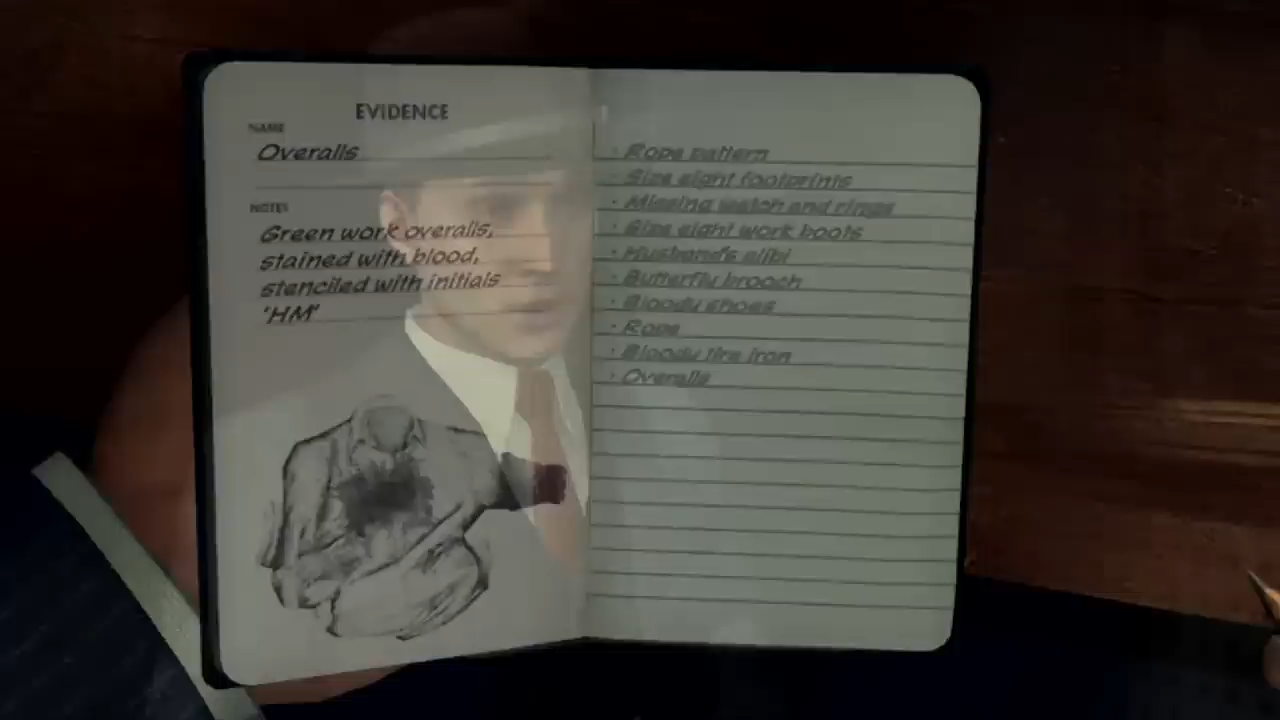 EVIDENCE
NAME
Overalls
NOTES
Green work overalls,
stained with blood,
stenciled with initials
'HM'
· Rope pattern
· Size eight footprints
· Missing watch and rings
· Size eight work boots
· Husband's alibi
· Butterfly brooch
· Bloody shoes
· Rope
· Bloody tire iron
· Overalls